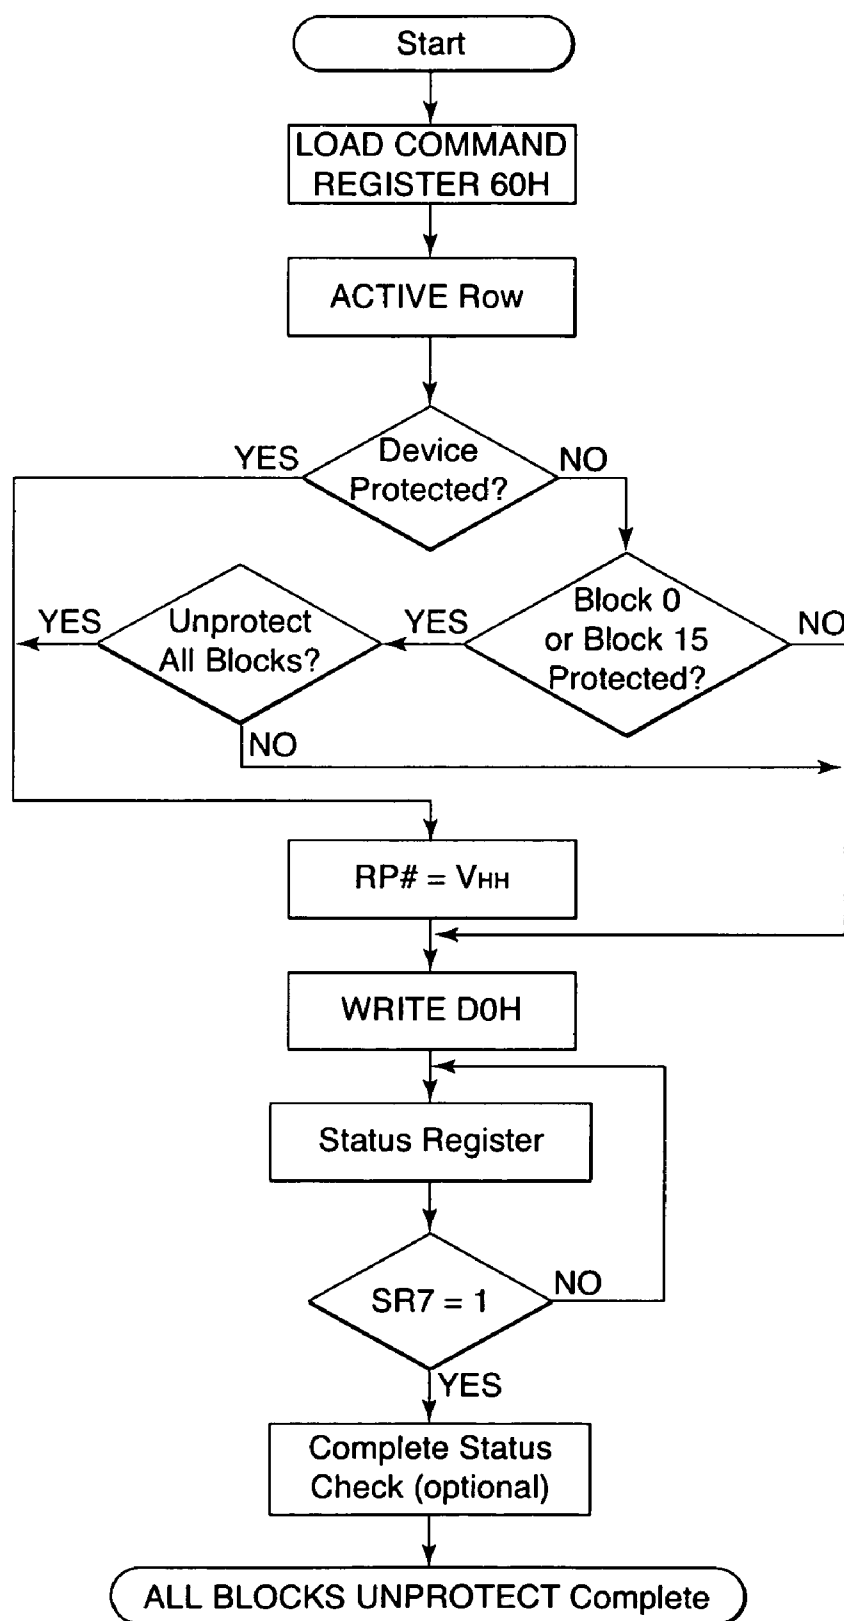 Start
LOAD COMMAND
REGISTER 60H
ACTIVE Row
YES
Device
Protected?
NO
YES
Unprotect
All Blocks?
YES
Block 0
or Block 15
Protected?
NO
NO
RP# = VHH
WRITE D0H
Status Register
SR7 = 1
NO
YES
Complete Status
Check (optional)
ALL BLOCKS UNPROTECT Complete